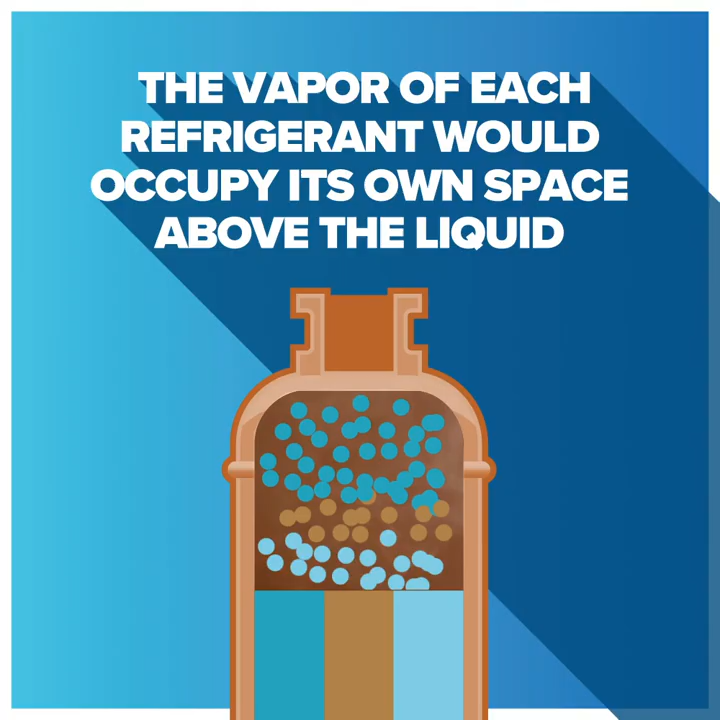 THE VAPOR OF EACH
REFRIGERANT WOULD
OCCUPY ITS OWN SPACE
ABOVE THE LIQUID